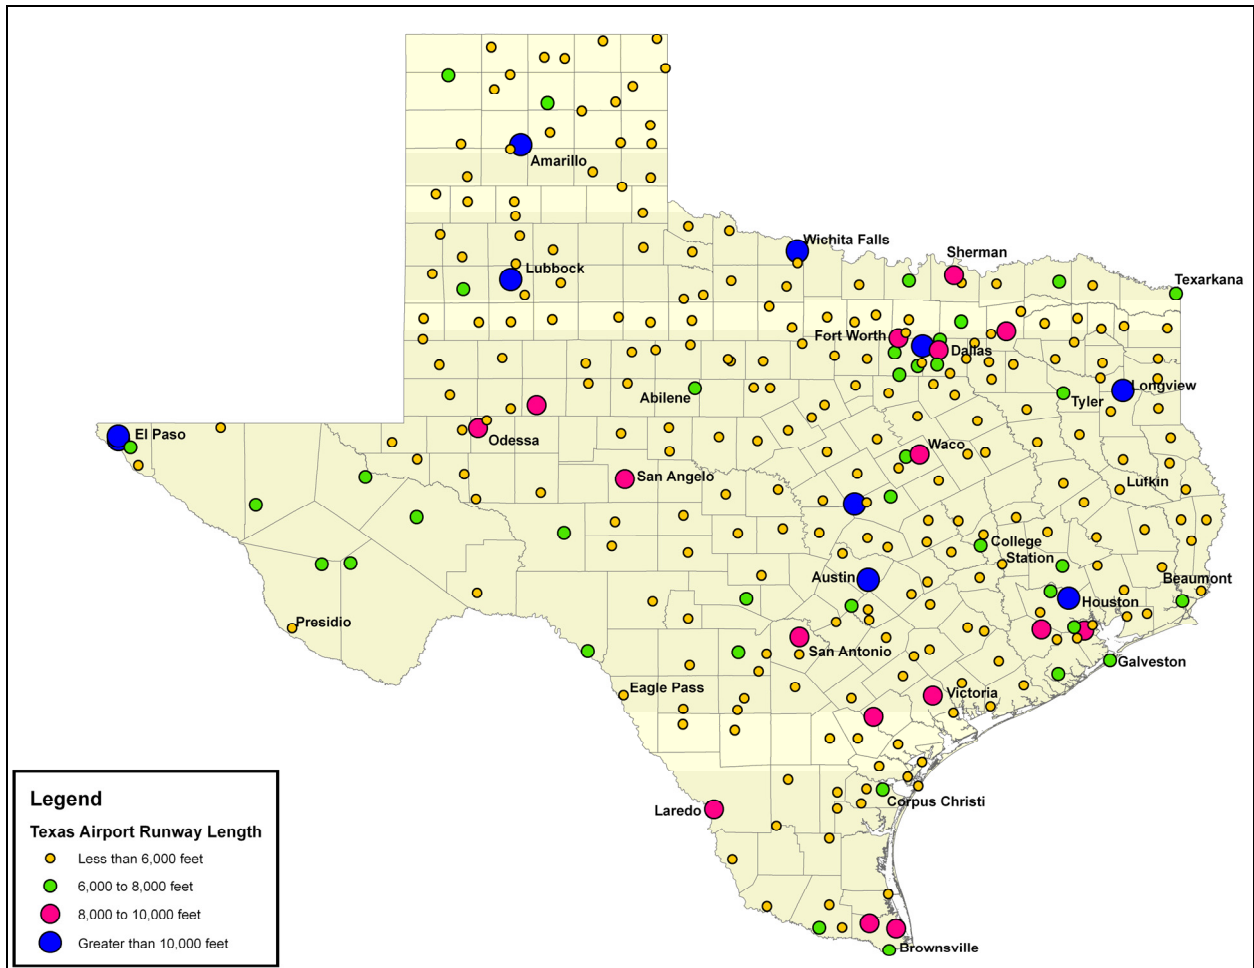 Amarillo
Wichita Falls
Sherman
Lubbock
Texarkana
Fort Worth
Dallas
Longview
Abilene
Tyler
El Paso
Odessa
Waco
San Angelo
Lufkin
College
Station
Austin
Beaumont
Houston
Presidio
San Antonio
Galveston
Eagle Pass
Victoria
Laredo
Corpus Christi
Brownsville
Legend
Texas Airport Runway Length
Less than 6,000 feet
6,000 to 8,000 feet
8,000 to 10,000 feet
Greater than 10,000 feet